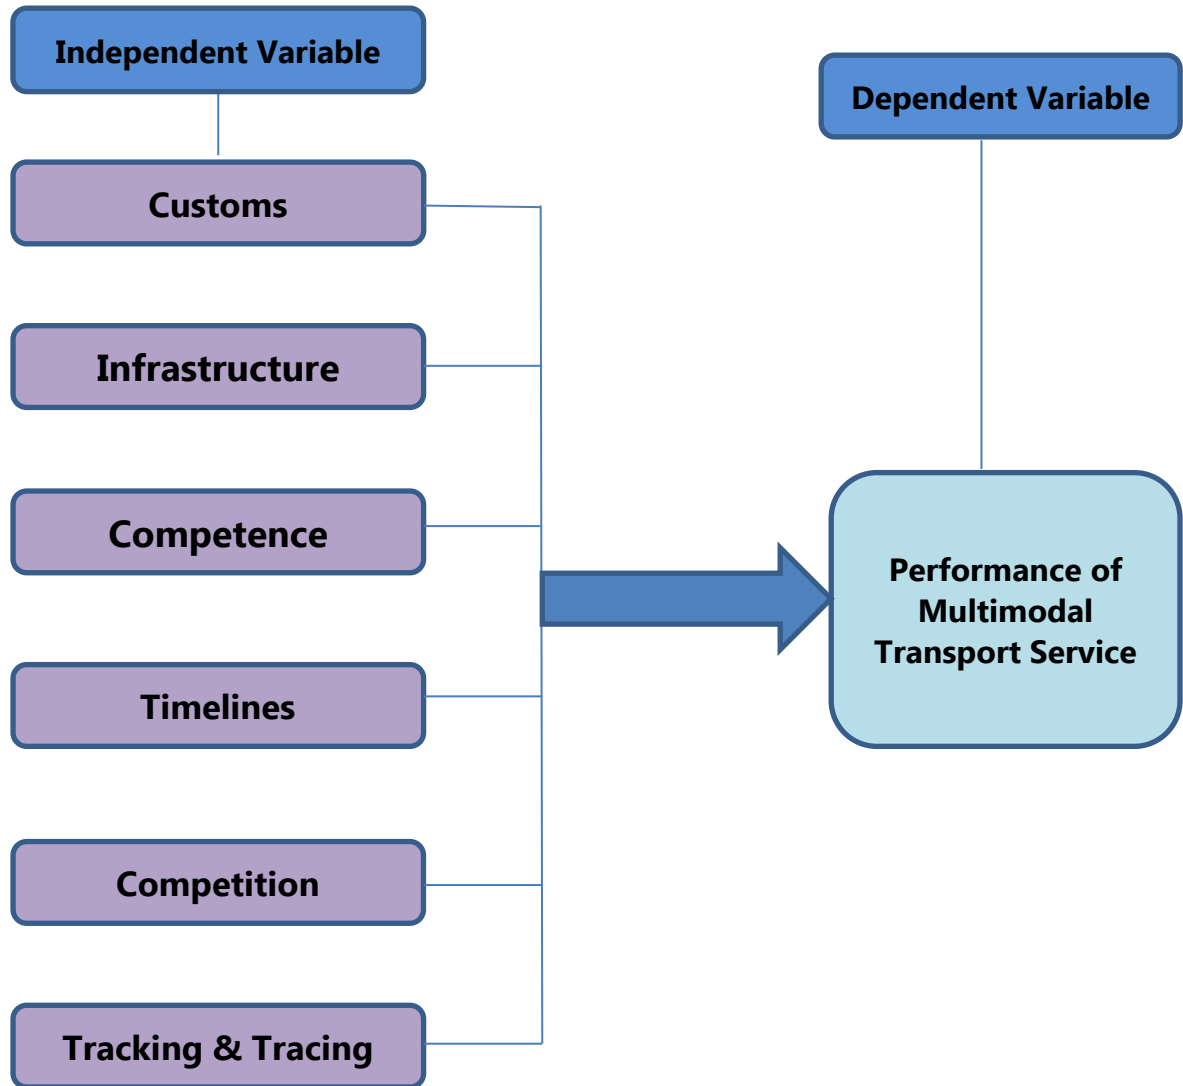 Independent Variable
Dependent Variable
Customs
Infrastructure
Competence
Timelines
Competition
Tracking & Tracing
Performance of
Multimodal
Transport Service